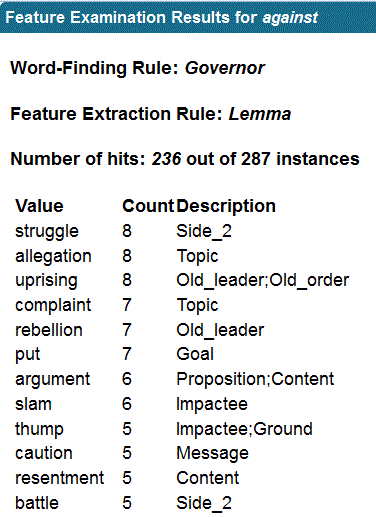 Feature Examination Results for against
Word-Finding Rule: Governor
Feature Extraction Rule: Lemma
Number of hits: 236 out of 287 instances
Value Count Description
struggle 8 Side_2
allegation 8 Topic
uprising 8 Old_leader;Old_order
complaint 7 Topic
rebellion 7 Old_leader
put 7 Goal
argument 6 Proposition;Content
slam 6 Impactee
thump 5 Impactee;Ground
caution 5 Message
resentment 5 Content
battle 5 Side_2